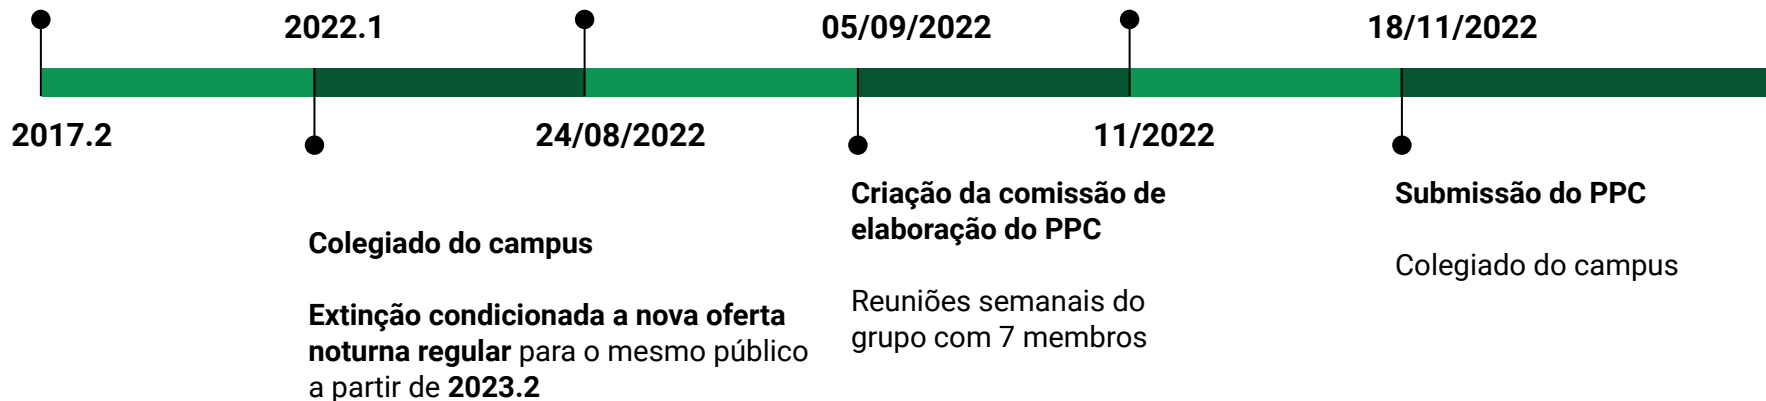 2022.1
05/09/2022
18/11/2022
2017.2
24/08/2022
11/2022
Colegiado do campus
Extinção condicionada a nova oferta
noturna regular para o mesmo público
a partir de 2023.2
Criação da comissão de
elaboração do PPC
Reuniões semanais do
grupo com 7 membros
Submissão do PPC
Colegiado do campus